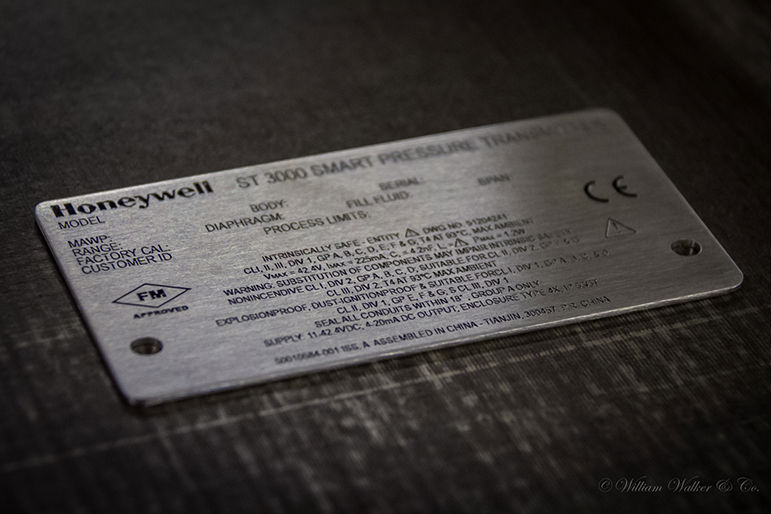 Honeywell ST 3000 SMART PRESSURE
MODEL
BODY: SERIAL: SPAN:
DIAPHRAGM: FILL FLUID:
MAWP: PROCESS LIMITS:
RANGE:
FACTORY CAL.
CUSTOMER ID
CE
INTRINSICALLY SAFE - ENTITY DWG NO 51204241
CL I, II, III, DIV 1, GP A, B, C, D, E, F & G, T4 AT 93°C, MAX. AMBIENT
VMAX = 42.4V, IMAX = 225mA, C = 4.2nF, L PMAX = 1.2W
WARNING: SUBSTITUTION OF COMPONENTS MAY IMPAIR INTRINSIC SAFETY
NONINCENDIVE CL I, DIV 2, GP A, B, C, D, SUITABLE FOR CL II, DIV 2, GP F & G
CL III, DIV 2, T4 AT 93°C MAX AMBIENT
EXPLOSIONPROOF, DUST-IGNITIONPROOF & SUITABLE FOR CL I, DIV 1, GP A, B, C, D
CL II, DIV 1, GP E, F & G, CL III, DIV 1
SEAL ALL CONDUITS WITHIN 18", GROUP A ONLY
SUPPLY: 11-42.4VDC, 4-20mA DC OUTPUT, ENCLOSURE TYPE 4X
ASSEMBLED IN CHINA - TIANJIN, 300457 P.R. CHINA
FM
APPROVED
© William Walker & Co.